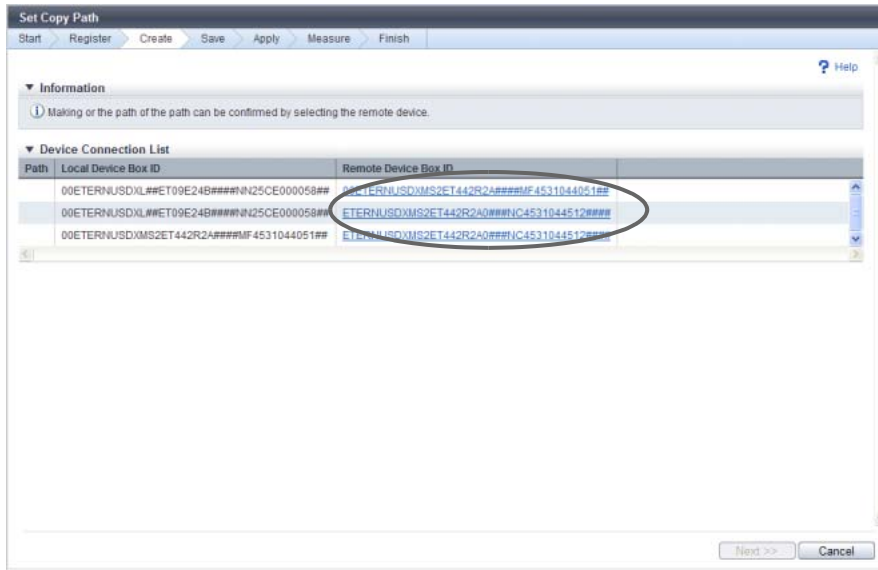 Set Copy Path
Start Register Create Save Apply Measure Finish
? Help
▼ Information
Making or the path of the path can be confirmed by selecting the remote device.
▼ Device Connection List
Path Local Device Box ID Remote Device Box ID
00ETERNUSDXL##ET09E24B####NN25CE000058## 00ETERNUSDXMS2ET442R2A####MF4531044051##
00ETERNUSDXL##ET09E24B####NN25CE000058## ETERNUSDXMS2ET442R2A0###NC4531044512####
00ETERNUSDXMS2ET442R2A####MF4531044051## ETERNUSDXMS2ET442R2A0###NC4531044512####
Next >> Cancel